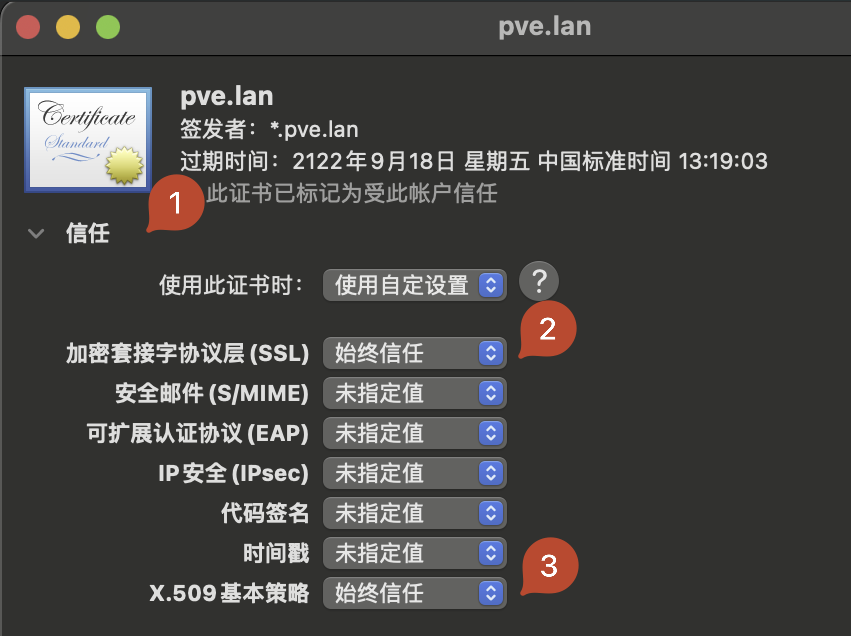 pve.lan
Certificate
Standard
pve.lan
签发者：*.pve.lan
过期时间：2122年9月18日 星期五 中国标准时间 13:19:03
1
此证书已标记为受此帐户信任
信任
使用此证书时： 使用自定设置 ?
2
加密套接字协议层 (SSL) 始终信任
安全邮件 (S/MIME) 未指定值
可扩展认证协议 (EAP) 未指定值
IP 安全 (IPsec) 未指定值
代码签名 未指定值
时间戳 未指定值
3
X.509 基本策略 始终信任